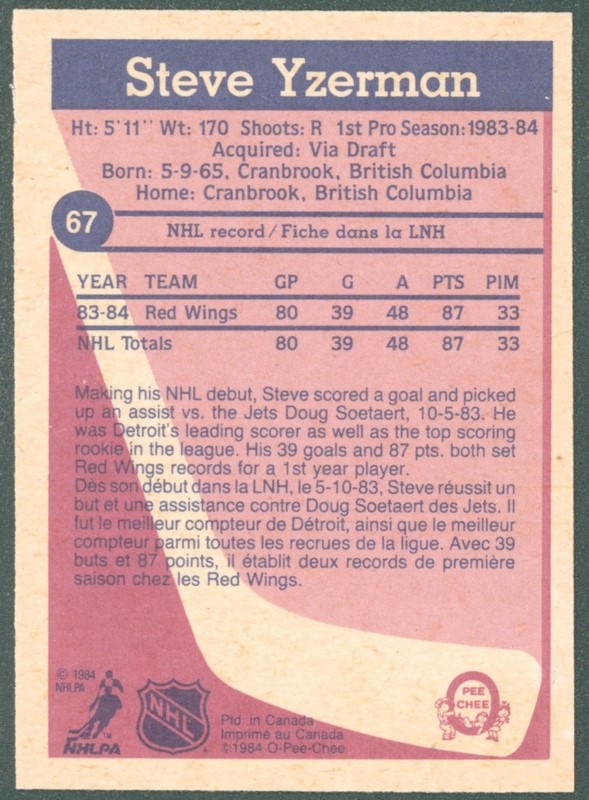 Steve Yzerman
Ht: 5'11'' Wt: 170 Shoots: R 1st Pro Season: 1983-84
Acquired: Via Draft
Born: 5-9-65, Cranbrook, British Columbia
Home: Cranbrook, British Columbia
67
NHL record / Fiche dans la LNH
YEAR TEAM GP G A PTS PIM
83-84 Red Wings 80 39 48 87 33
NHL Totals 80 39 48 87 33
Making his NHL debut, Steve scored a goal and picked
up an assist vs. the Jets Doug Soetaert, 10-5-83. He
was Detroit's leading scorer as well as the top scoring
rookie in the league. His 39 goals and 87 pts. both set
Red Wings records for a 1st year player.
Dès son début dans la LNH, le 5-10-83, Steve réussit un
but et une assistance contre Doug Soetaert des Jets. Il
fut le meilleur compteur de Détroit, ainsi que le meilleur
compteur parmi toutes les recrues de la ligue. Avec 39
buts et 87 points, il établit deux records de première
saison chez les Red Wings.
© 1984
NHLPA
TM
NHLPA
NHL
Ptd. in Canada
Imprimé au Canada
©1984 O-Pee-Chee
PEE
CHEE